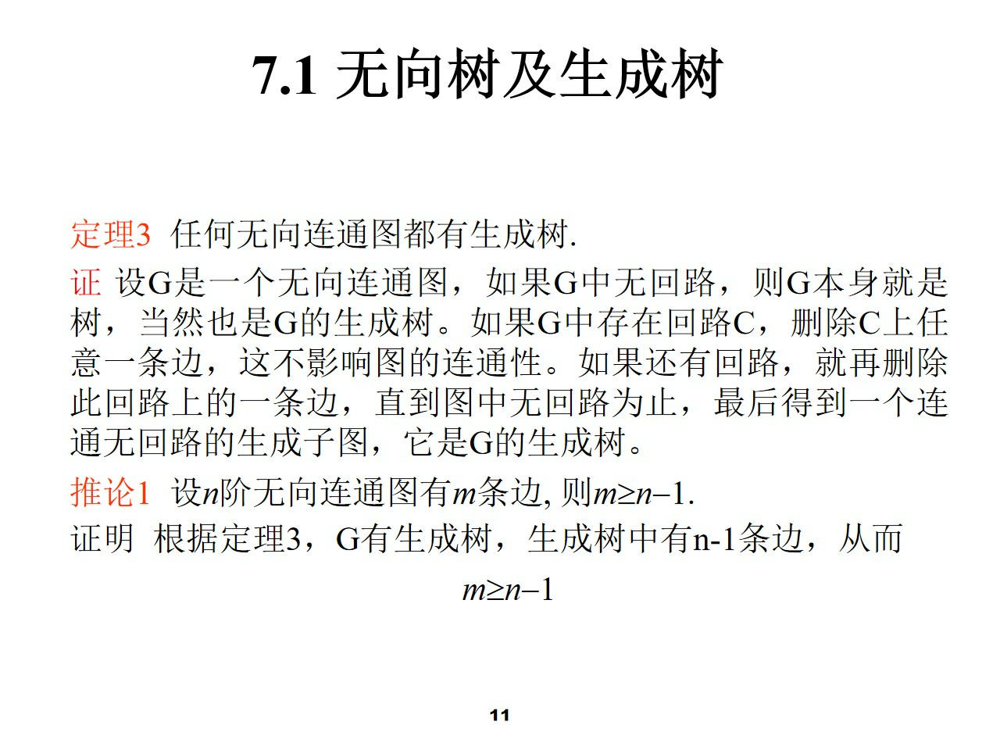 7.1 无向树及生成树
定理3 任何无向连通图都有生成树.
证 设G是一个无向连通图，如果G中无回路，则G本身就是
树，当然也是G的生成树。如果G中存在回路C，删除C上任
意一条边，这不影响图的连通性。如果还有回路，就再删除
此回路上的一条边，直到图中无回路为止，最后得到一个连
通无回路的生成子图，它是G的生成树。
推论1 设n阶无向连通图有m条边, 则m≥n−1.
证明 根据定理3，G有生成树，生成树中有n-1条边，从而
m≥n−1
11